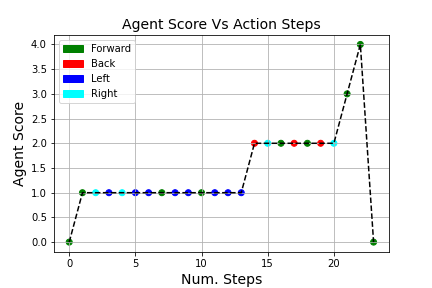 Agent Score Vs Action Steps
Forward
Back
Left
Right
4.0
3.5
3.0
2.5
2.0
1.5
1.0
0.5
0.0
Agent Score
0 5 10 15 20
Num. Steps